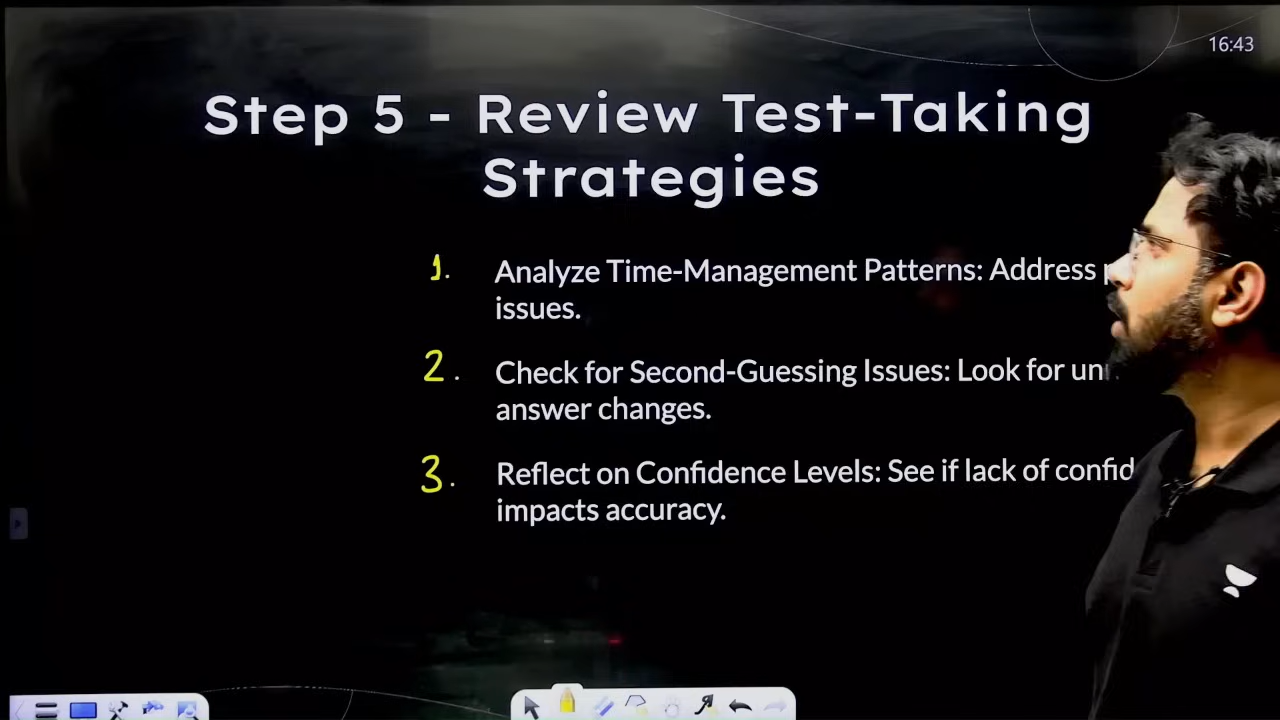 16:43
Step 5 - Review Test-Taking
Strategies
1. Analyze Time-Management Patterns: Address
issues.
2. Check for Second-Guessing Issues: Look for
answer changes.
3. Reflect on Confidence Levels: See if lack of
impacts accuracy.